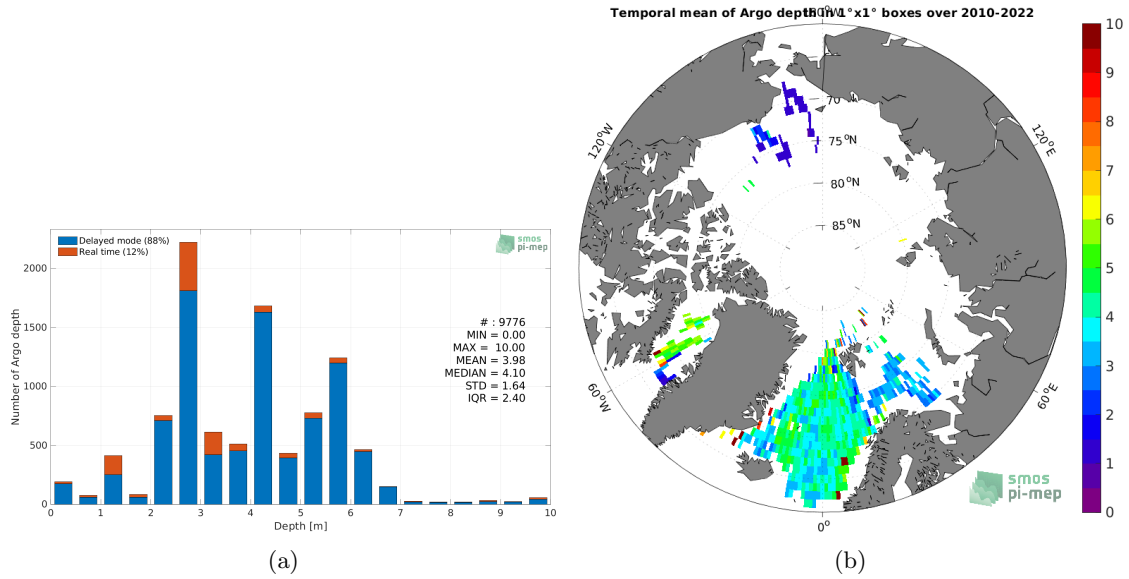 Delayed mode (88%)
Real time (12%)
smos
pi-mep
Number of Argo depth
2000
1500
1000
500
0
# : 9776
MIN = 0.00
MAX = 10.00
MEAN = 3.98
MEDIAN = 4.10
STD = 1.64
IQR = 2.40
0 1 2 3 4 5 6 7 8 9 10
Depth [m]
(a)
Temporal mean of Argo depth in 1°x1° boxes over 2010-2022
180°W
120°W
120°E
70°N
75°N
80°N
85°N
60°W
60°E
0°
smos
pi-mep
10
9
8
7
6
5
4
3
2
1
0
(b)